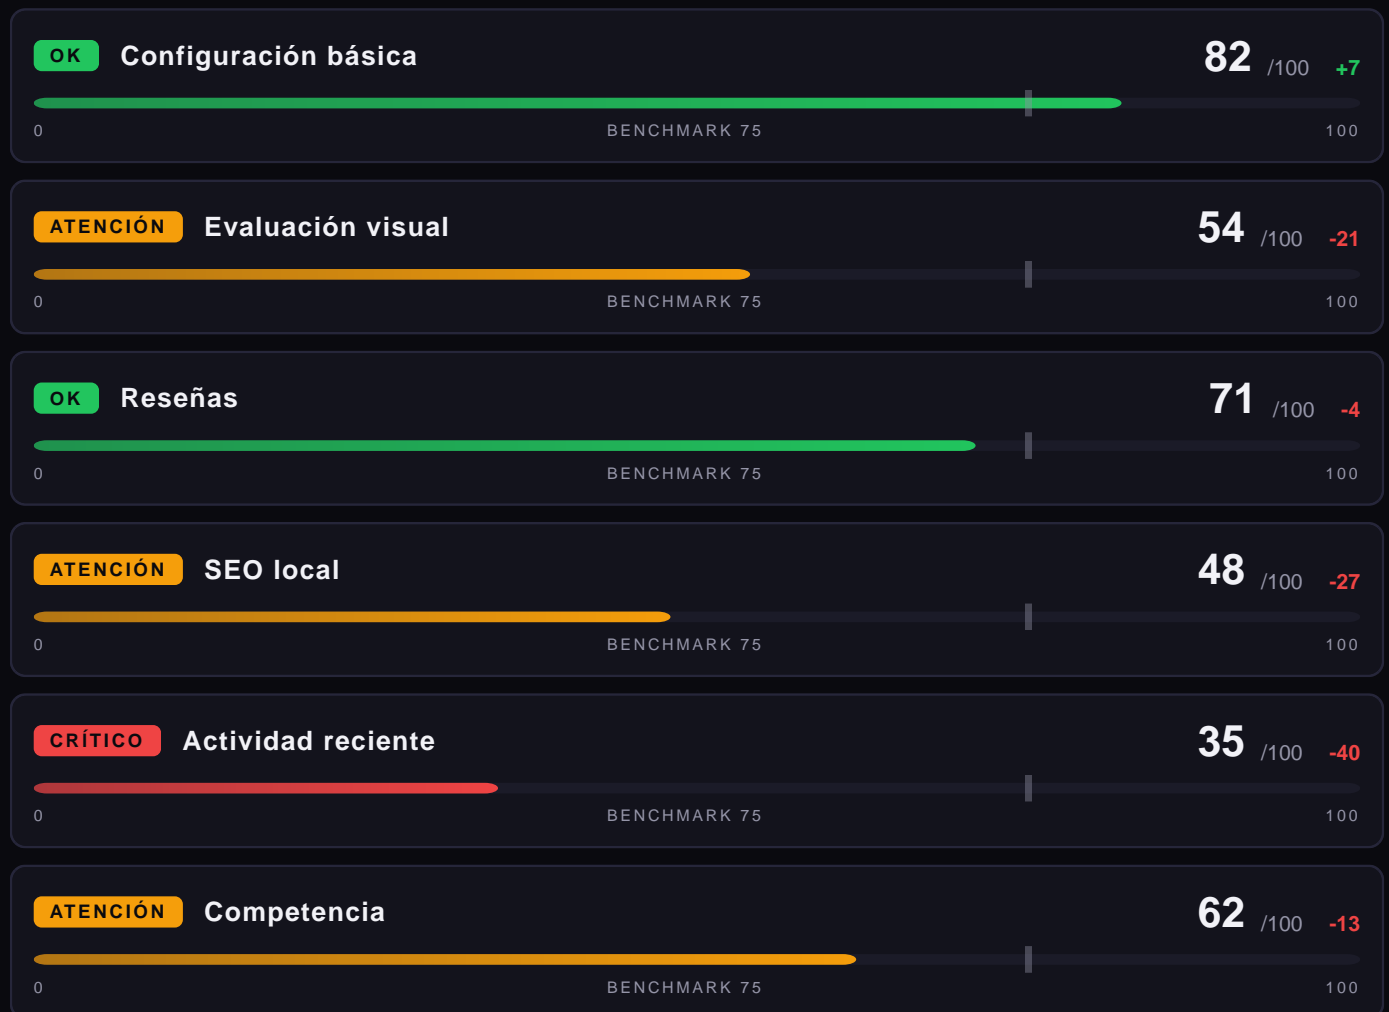 OK Configuración básica 82 /100 +7
0 BENCHMARK 75 100
ATENCIÓN Evaluación visual 54 /100 -21
0 BENCHMARK 75 100
OK Reseñas 71 /100 -4
0 BENCHMARK 75 100
ATENCIÓN SEO local 48 /100 -27
0 BENCHMARK 75 100
CRÍTICO Actividad reciente 35 /100 -40
0 BENCHMARK 75 100
ATENCIÓN Competencia 62 /100 -13
0 BENCHMARK 75 100